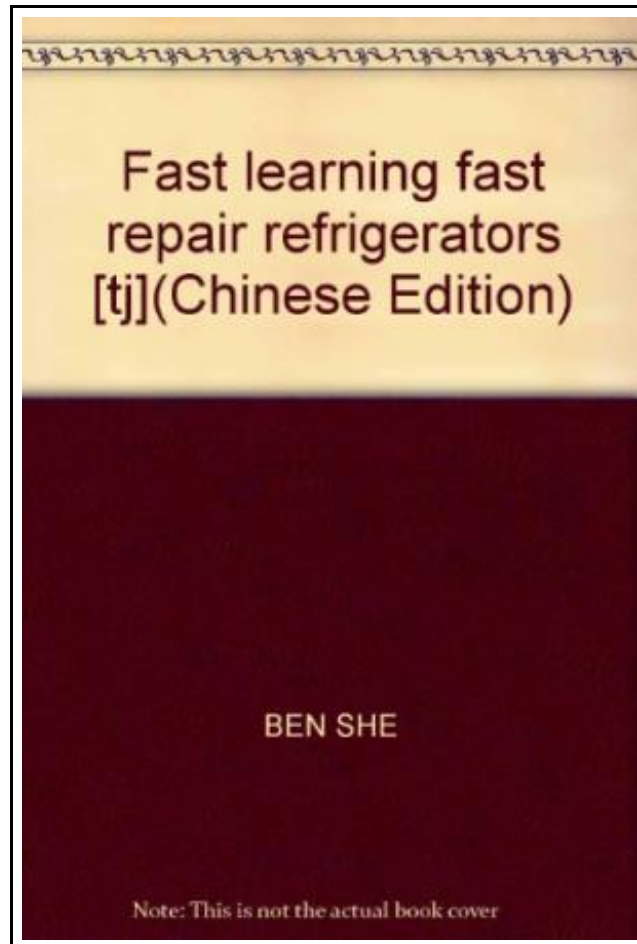 Fast learning fast
repair refrigerators
[tj](Chinese Edition)
BEN SHE
Note: This is not the actual book cover